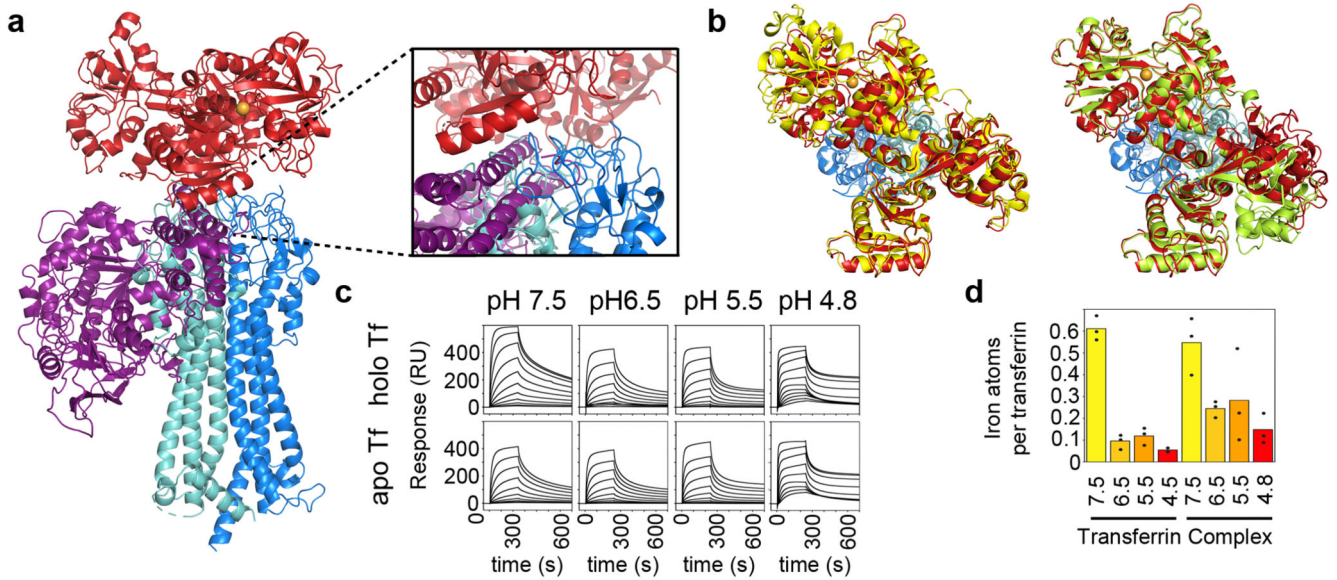 a
b
c
pH 7.5 pH6.5 pH 5.5 pH 4.8
holo Tf
apo Tf
Response (RU)
400
200
0
400
200
0
0 300 600 0 300 600 0 300 600 0 300 600
time (s) time (s) time (s) time (s)
d
Iron atoms
per transferrin
0.6
0.5
0.4
0.3
0.2
0.1
0
7.5 6.5 5.5 4.5 7.5 6.5 5.5 4.8
Transferrin Complex